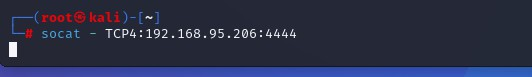 ┌──(root㉿kali)-[~]
└─# socat - TCP4:192.168.95.206:4444